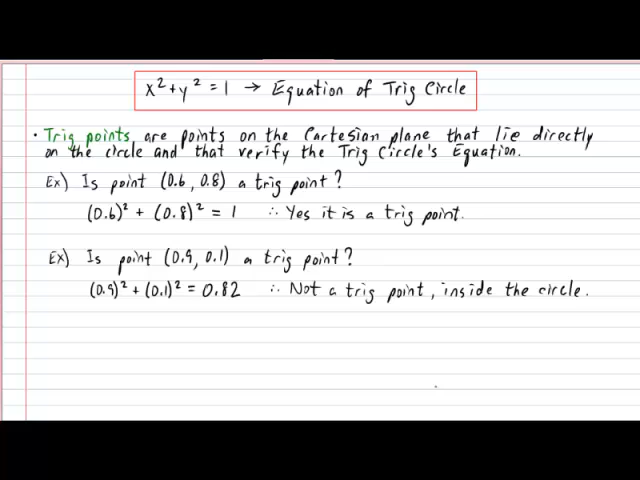 x² + y² = 1 → Equation of Trig Circle
• Trig points are points on the Cartesian plane that lie directly
on the circle and that verify the Trig Circle's Equation.
Ex) Is point (0.6, 0.8) a trig point?
(0.6)² + (0.8)² = 1 ∴ Yes it is a trig point.
Ex) Is point (0.9, 0.1) a trig point?
(0.9)² + (0.1)² = 0.82 ∴ Not a trig point, inside the circle.